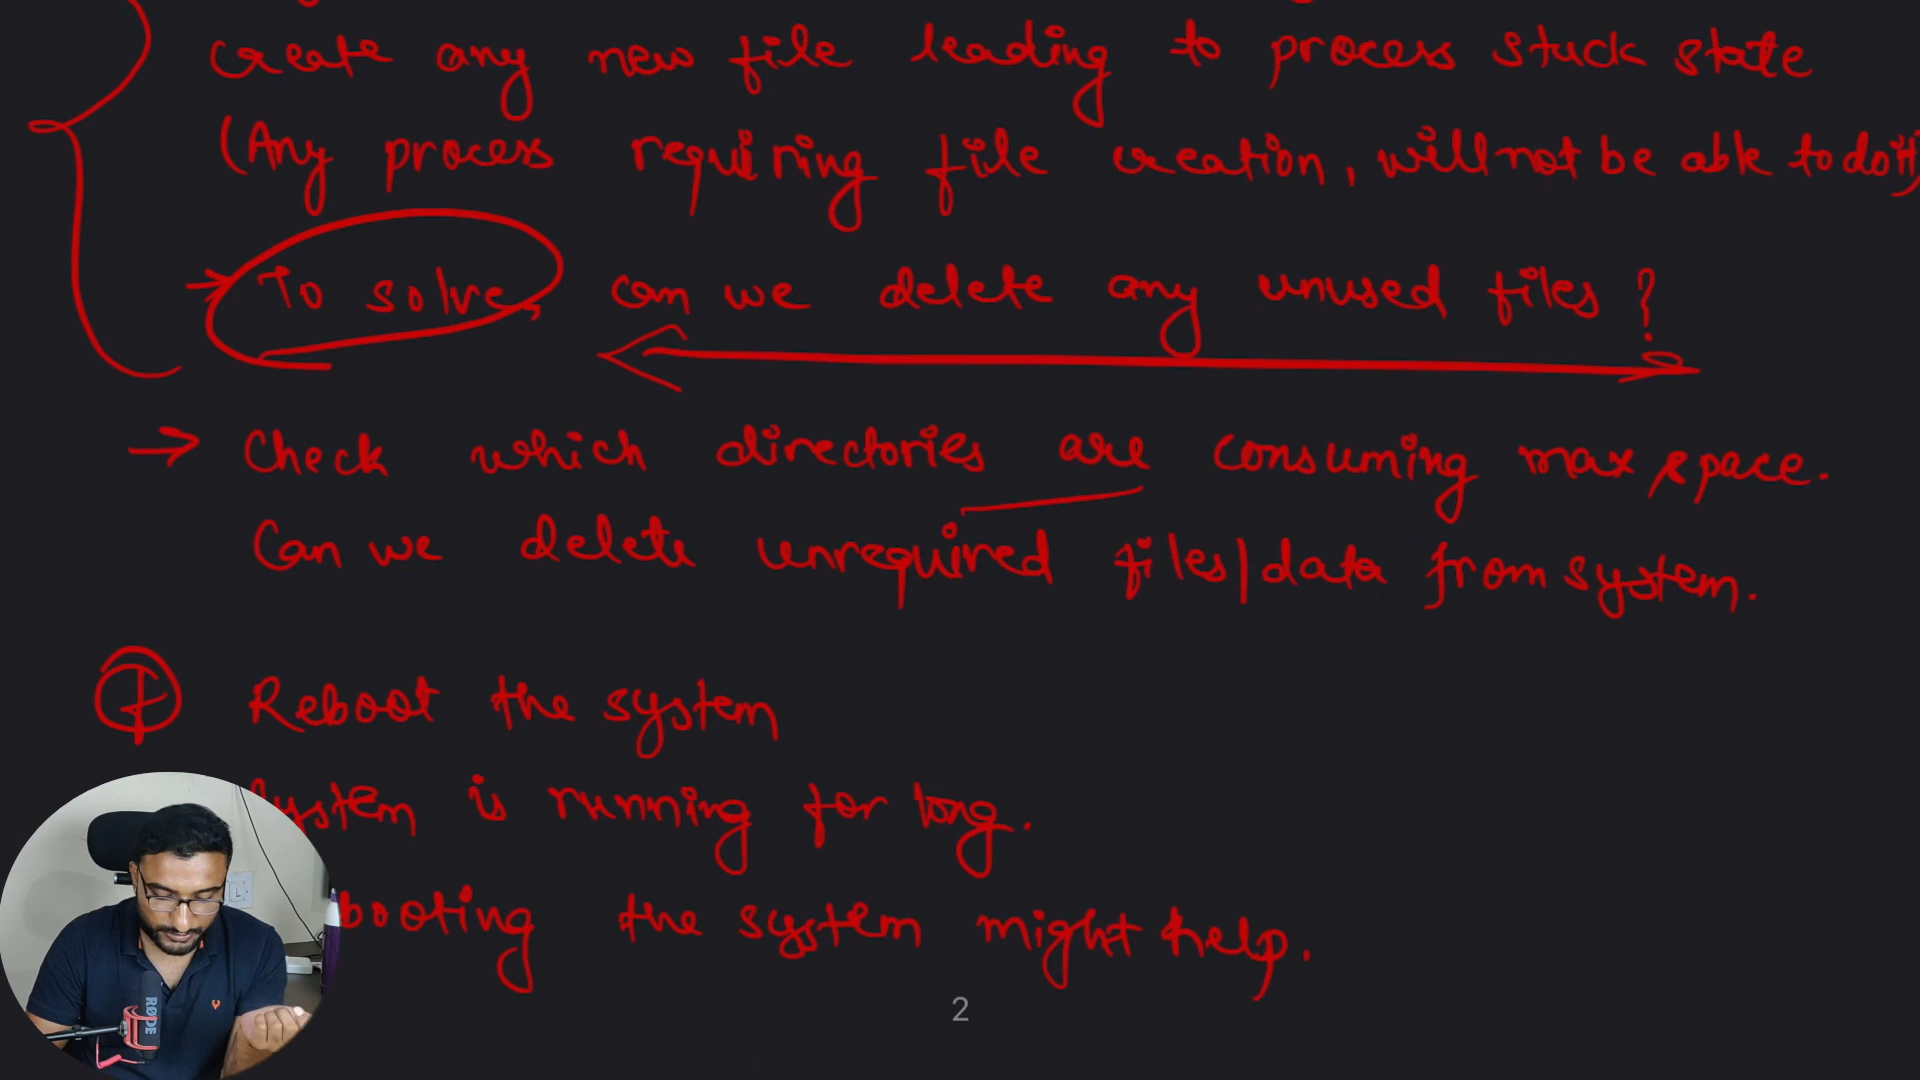 create any new file leading to process stuck state
(Any process requiring file creation, will not be able to do it)
→ To solve, can we delete any unused files?
→ Check which directories are consuming max space.
Can we delete unrequired files/data from system.
Reboot the system
System is running for long.
booting the system might help.
2
RØDE